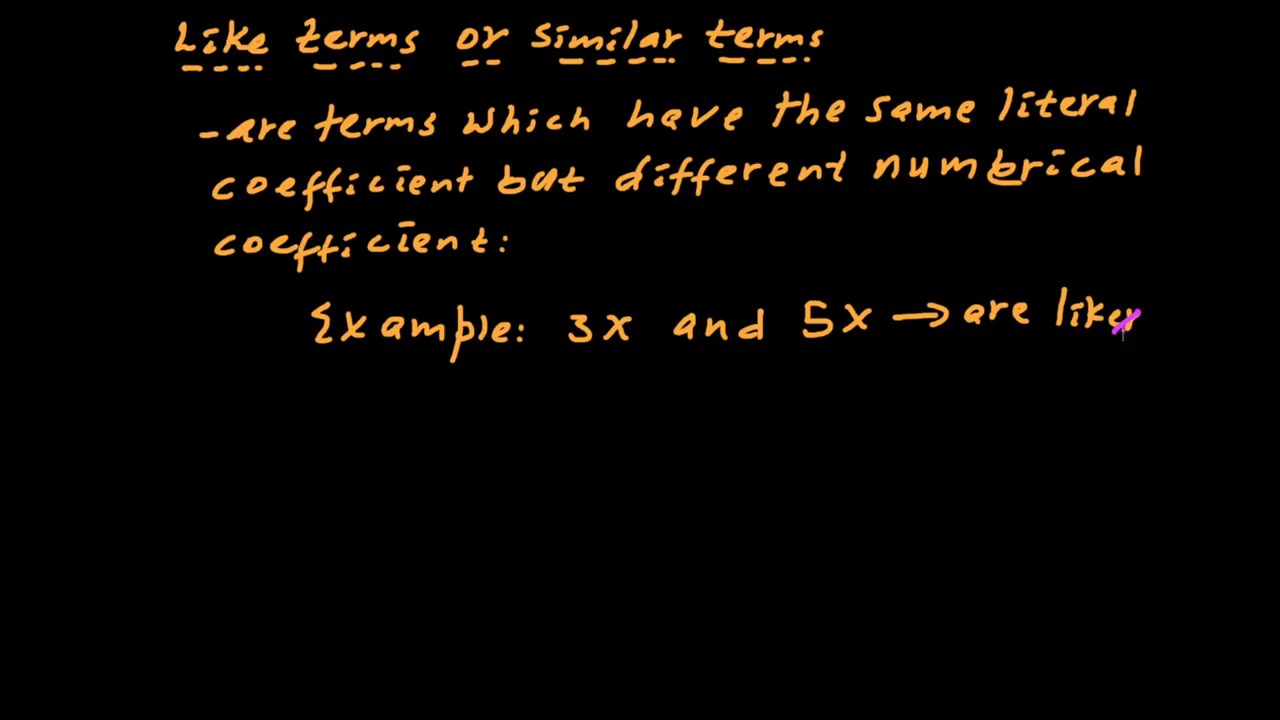 Like terms or similar terms
- are terms which have the same literal
coefficient but different numbrical
coefficient:
Example: 3x and 5x → are like